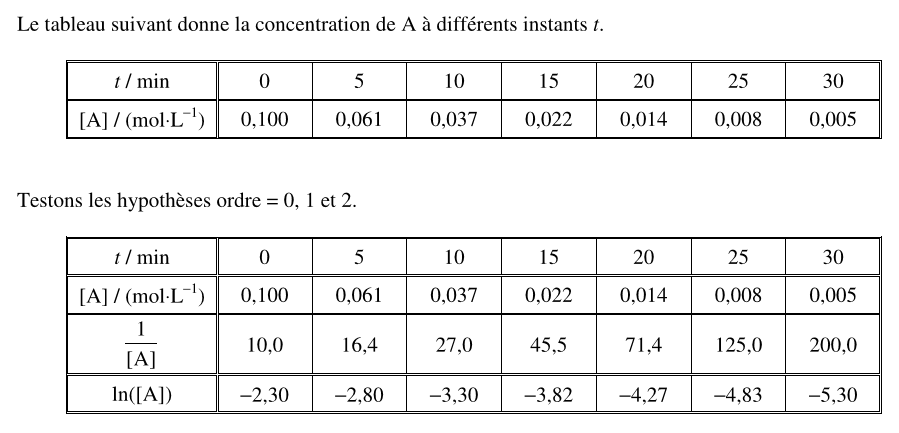 Le tableau suivant donne la concentration de A à différents instants t.
t / min 0 5 10 15 20 25 30
[A] / (mol·L⁻¹) 0,100 0,061 0,037 0,022 0,014 0,008 0,005
Testons les hypothèses ordre = 0, 1 et 2.
t / min 0 5 10 15 20 25 30
[A] / (mol·L⁻¹) 0,100 0,061 0,037 0,022 0,014 0,008 0,005
1/[A] 10,0 16,4 27,0 45,5 71,4 125,0 200,0
ln([A]) −2,30 −2,80 −3,30 −3,82 −4,27 −4,83 −5,30